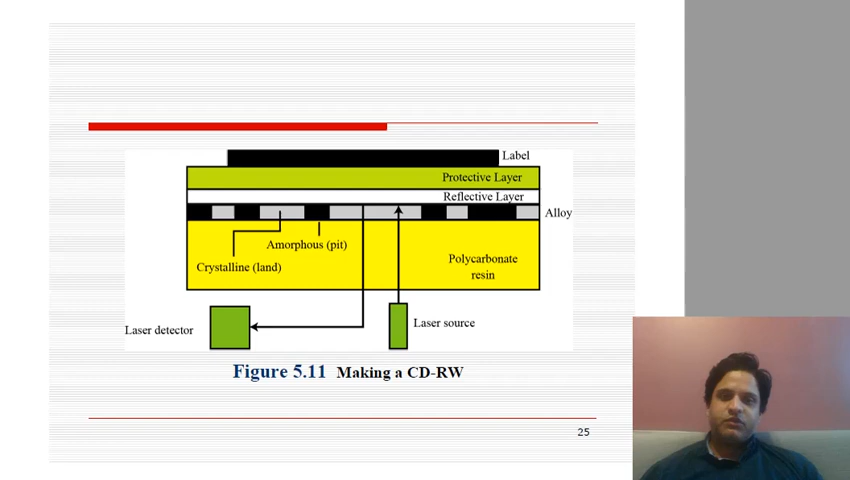 Label
Protective Layer
Reflective Layer
Alloy
Amorphous (pit)
Crystalline (land)
Polycarbonate
resin
Laser detector
Laser source
Figure 5.11 Making a CD-RW
25